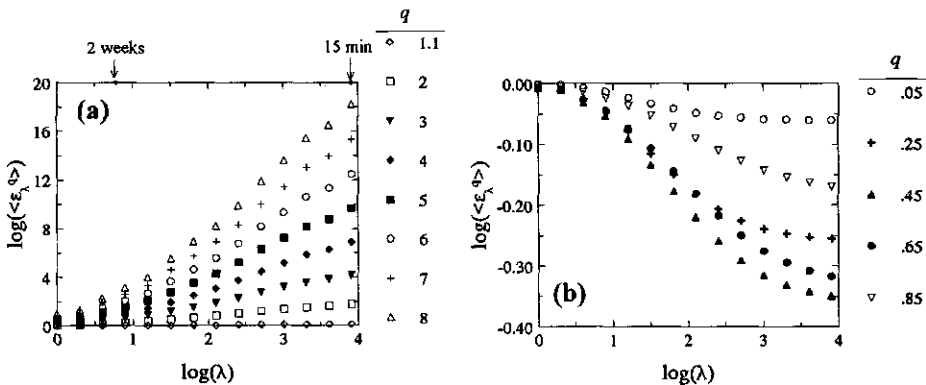 2 weeks
15 min
(a)
20
16
12
8
4
0
log(<ε_λ^q>)
0 1 2 3 4
log(λ)
q
1.1
2
3
4
5
6
7
8
(b)
0.00
-0.10
-0.20
-0.30
-0.40
log(<ε_λ^q>)
0 1 2 3 4
log(λ)
q
.05
.25
.45
.65
.85